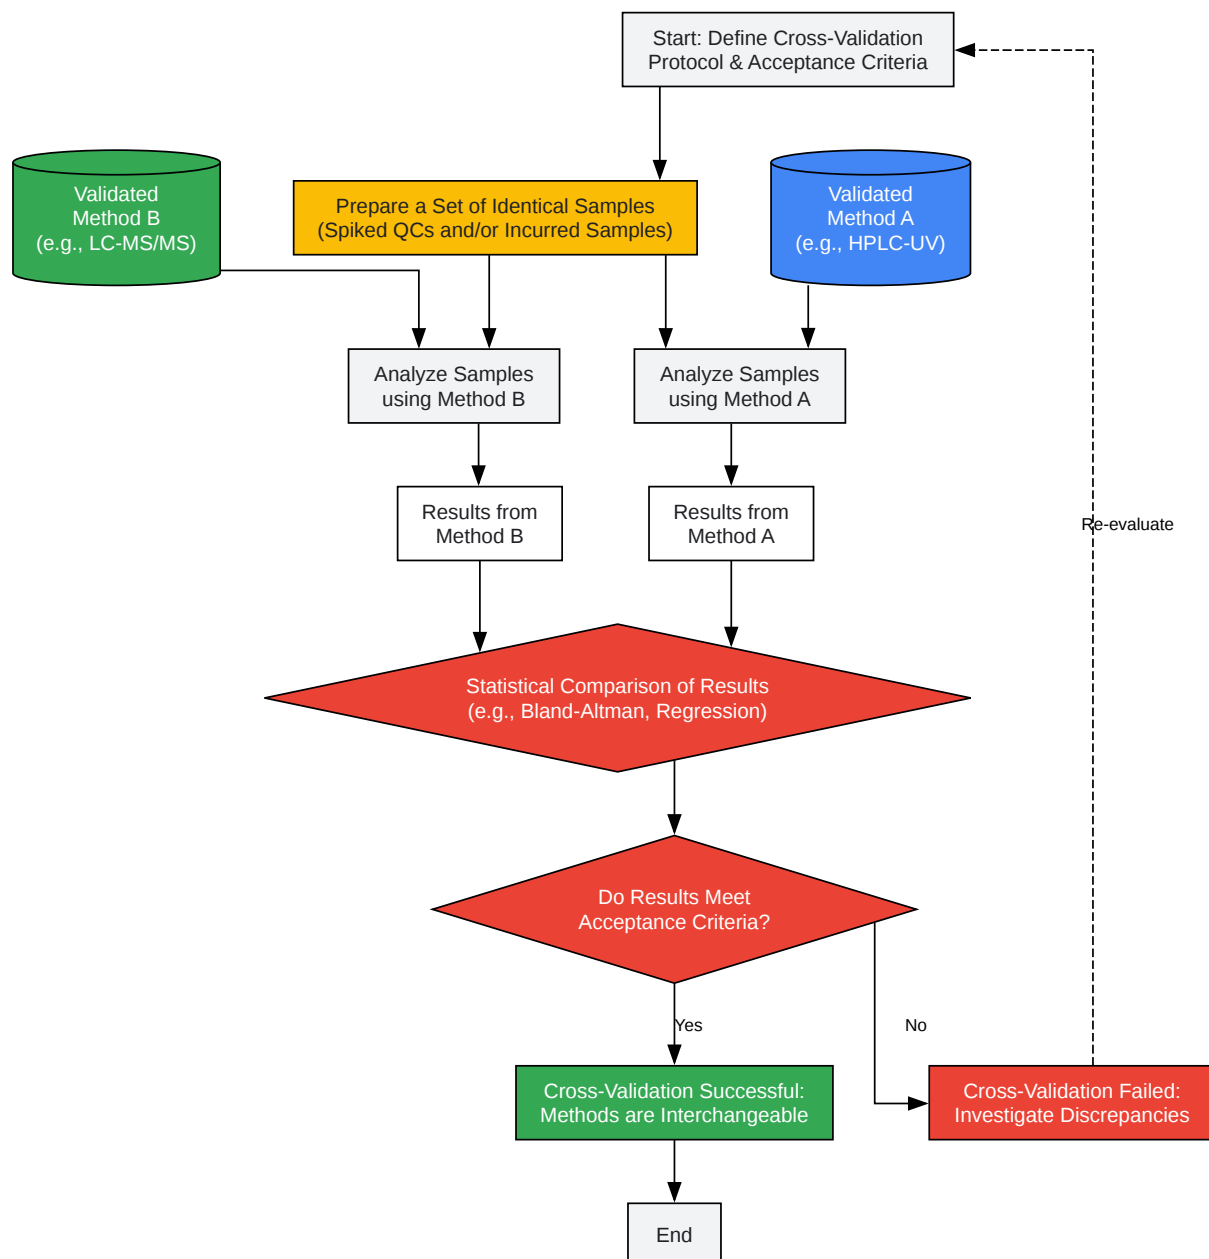 Start: Define Cross-Validation
Protocol & Acceptance Criteria
Validated
Method B
(e.g., LC-MS/MS)
Prepare a Set of Identical Samples
(Spiked QCs and/or Incurred Samples)
Validated
Method A
(e.g., HPLC-UV)
Analyze Samples
using Method B
Analyze Samples
using Method A
Results from
Method B
Results from
Method A
Re-evaluate
Statistical Comparison of Results
(e.g., Bland-Altman, Regression)
Do Results Meet
Acceptance Criteria?
Yes
No
Cross-Validation Successful:
Methods are Interchangeable
Cross-Validation Failed:
Investigate Discrepancies
End